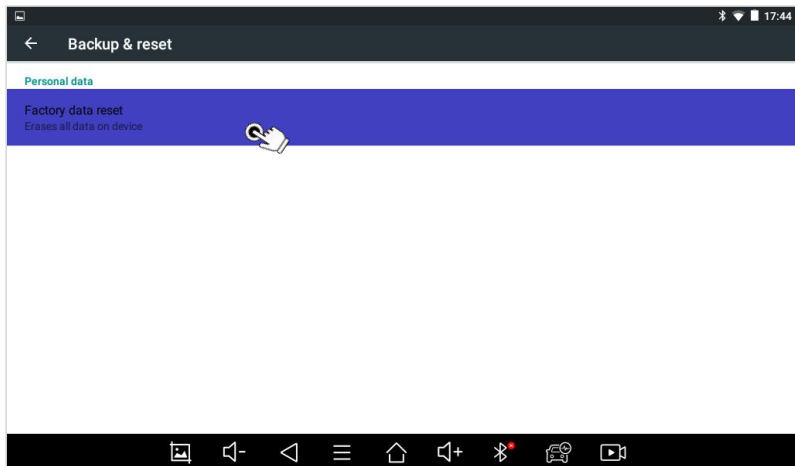 17:44
Backup & reset
Personal data
Factory data reset
Erases all data on device